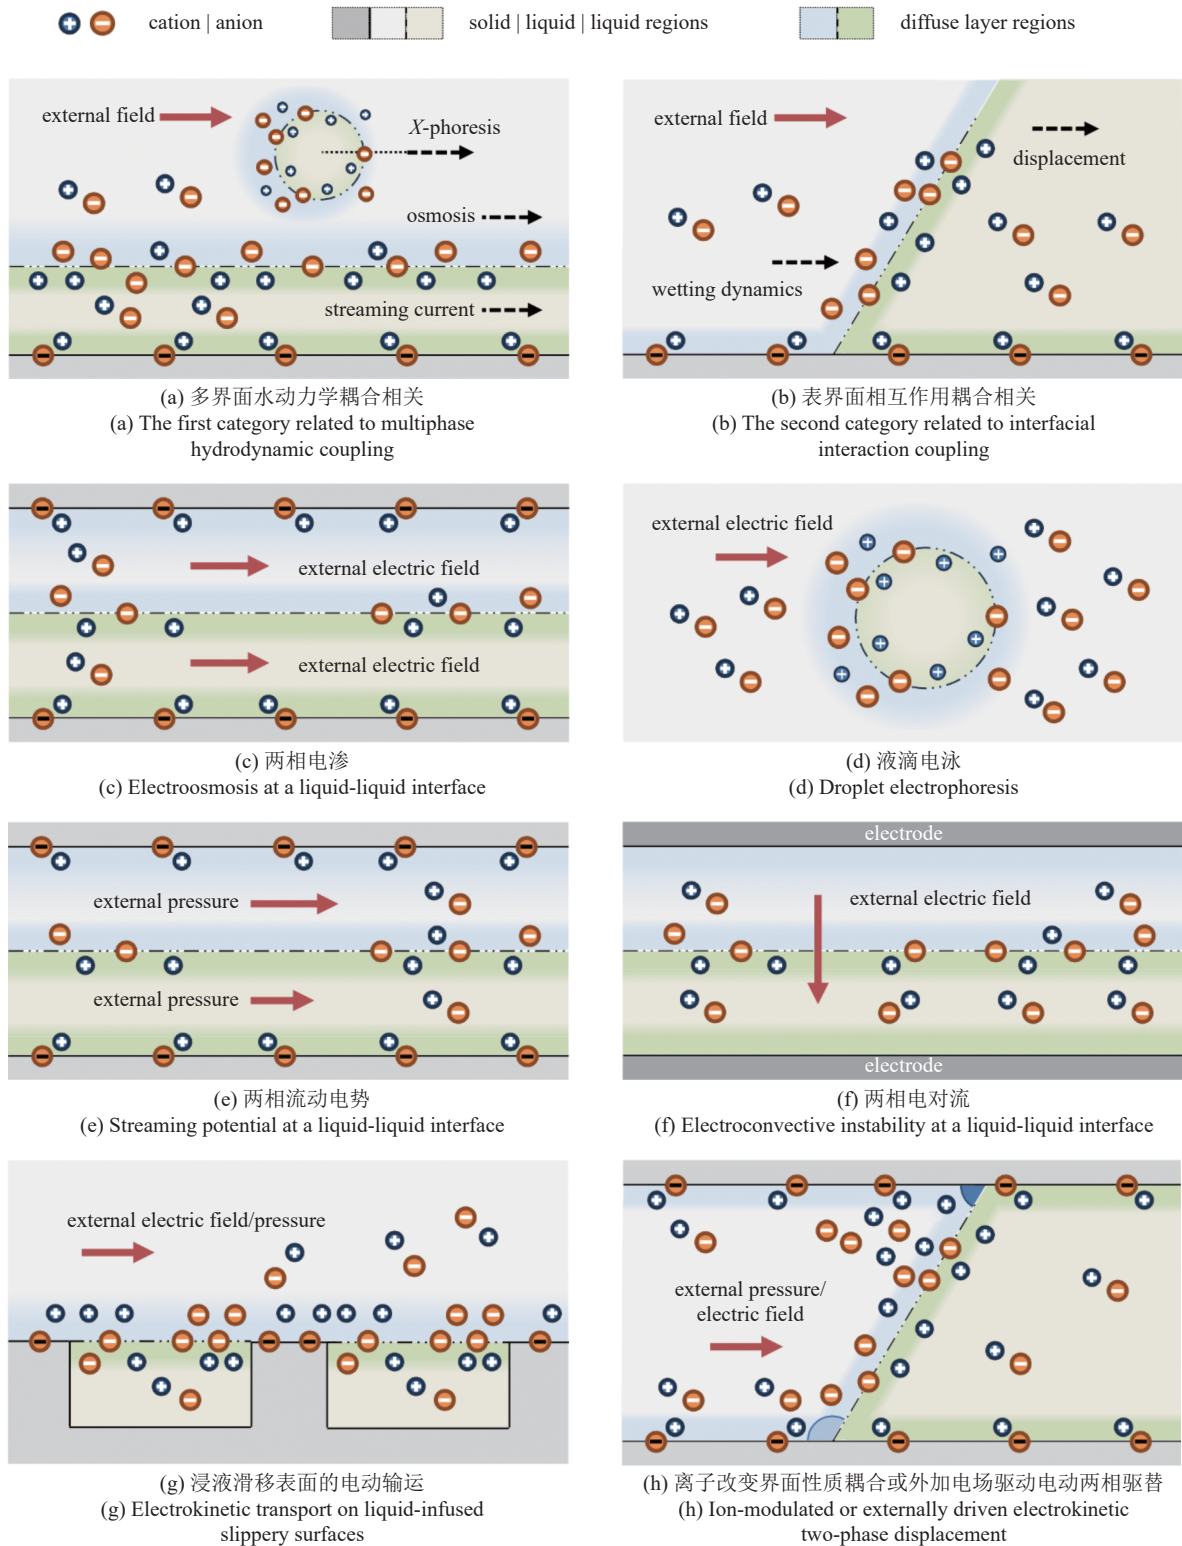 cation | anion
solid | liquid | liquid regions
diffuse layer regions
external field
X-phoresis
osmosis
streaming current
(a) 多界面水动力学耦合相关
(a) The first category related to multiphase
hydrodynamic coupling
external field
displacement
wetting dynamics
(b) 表界面相互作用耦合相关
(b) The second category related to interfacial
interaction coupling
external electric field
external electric field
(c) 两相电渗
(c) Electroosmosis at a liquid-liquid interface
external electric field
(d) 液滴电泳
(d) Droplet electrophoresis
external pressure
external pressure
(e) 两相流动电势
(e) Streaming potential at a liquid-liquid interface
electrode
external electric field
electrode
(f) 两相电对流
(f) Electroconvective instability at a liquid-liquid interface
external electric field/pressure
(g) 浸液滑移表面的电动输运
(g) Electrokinetic transport on liquid-infused
slippery surfaces
external pressure/
electric field
(h) 离子改变界面性质耦合或外加电场驱动电动两相驱替
(h) Ion-modulated or externally driven electrokinetic
two-phase displacement